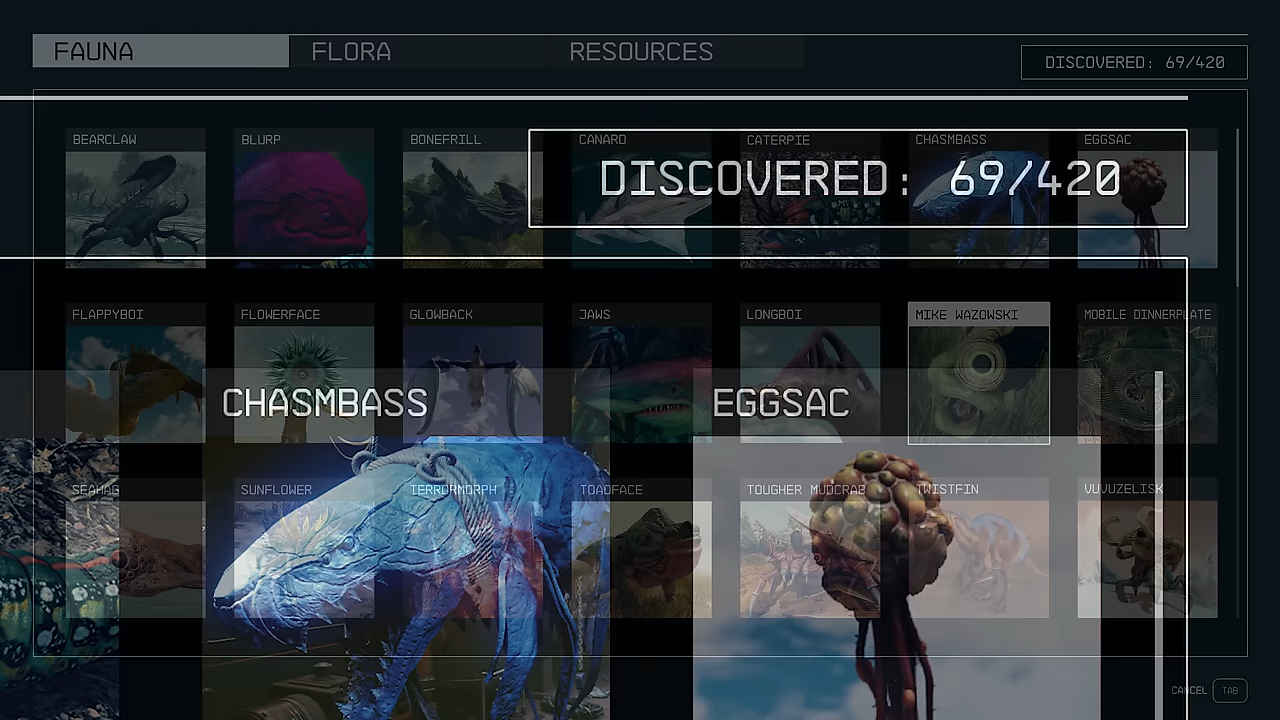 FAUNA FLORA RESOURCES
DISCOVERED: 69/420
BEARCLAW BLURP BONEFRILL CANARD CATERPIE CHASMBASS EGGSAC
DISCOVERED: 69/420
FLAPPYBOI FLOWERFACE GLOWBACK JAWS LONGBOI MIKE WAZOWSKI MOBILE DINNERPLATE
CHASMBASS EGGSAC
SEAHAG SUNFLOWER TERRORMORPH TOADFACE TOUGHER MUDCRAB TWISTFIN VUVUZELISK
CANCEL TAB